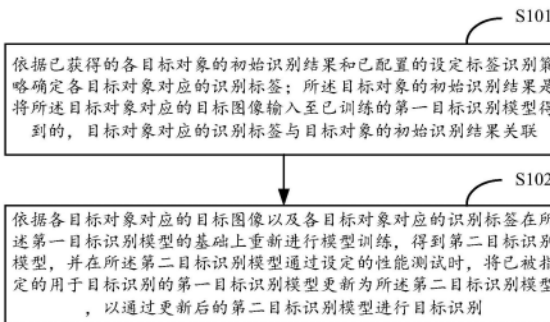 S101
依据已获得的各目标对象的初始识别结果和已配置的设定标签识别策
略确定各目标对象对应的识别标签；所述目标对象的初始识别结果是
将所述目标对象对应的目标图像输入至已训练的第一目标识别模型得
到的，目标对象对应的识别标签与目标对象的初始识别结果关联
S102
依据各目标对象对应的目标图像以及各目标对象对应的识别标签在所
述第一目标识别模型的基础上重新进行模型训练，得到第二目标识别
模型，并在所述第二目标识别模型通过设定的性能测试时，将已被指
定的用于目标识别的第一目标识别模型更新为所述第二目标识别模型
，以通过更新后的第二目标识别模型进行目标识别